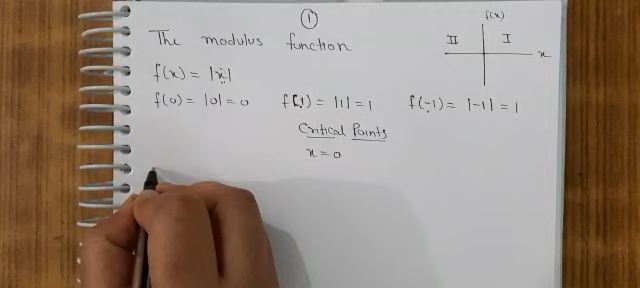 ①
The modulus function
f(x)
II I
x
f(x) = |x|
f(0) = |0| = 0 f(1) = |1| = 1 f(-1) = |-1| = 1
Critical Points
x = 0